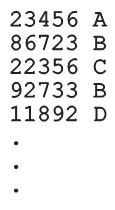 23456 A
86723 B
22356 C
92733 B
11892 D
.
.
.